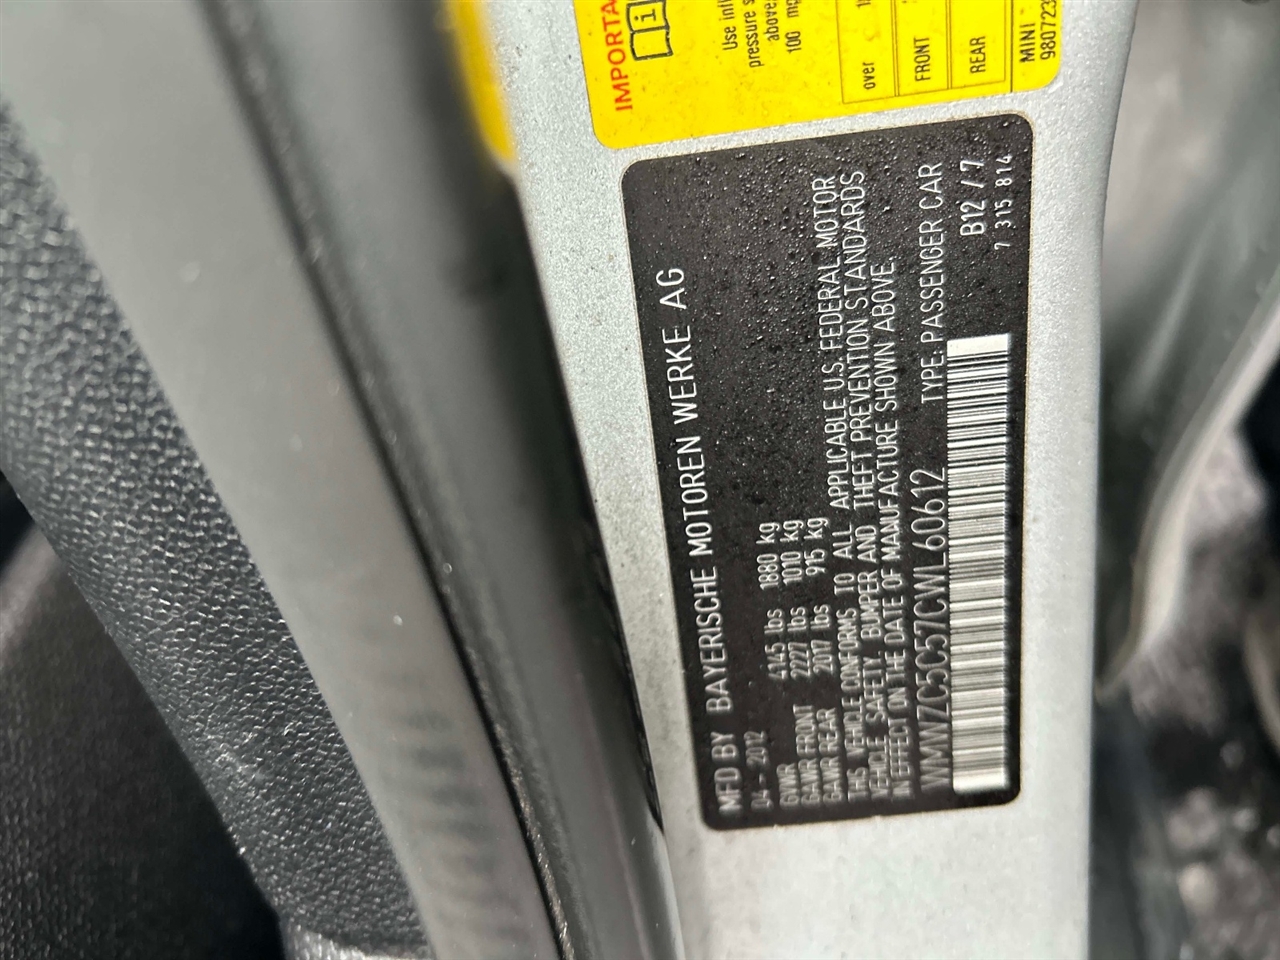 IMPORTA
i
Use
pressure
above
100
over
FRONT
REAR
MINI
MFD BY BAYERISCHE MOTOREN WERKE AG
04 - 2012
GVWR 4145 lbs 1880 kg
GAWR FRONT 2227 lbs 1010 kg
GAWR REAR 2017 lbs 915 kg
THIS VEHICLE CONFORMS TO ALL APPLICABLE U.S. FEDERAL MOTOR
VEHICLE SAFETY, BUMPER AND THEFT PREVENTION STANDARDS
IN EFFECT ON THE DATE OF MANUFACTURE SHOWN ABOVE.
WMWZC5C57CWL60612 TYPE: PASSENGER CAR
B12 / 7
7 315 814